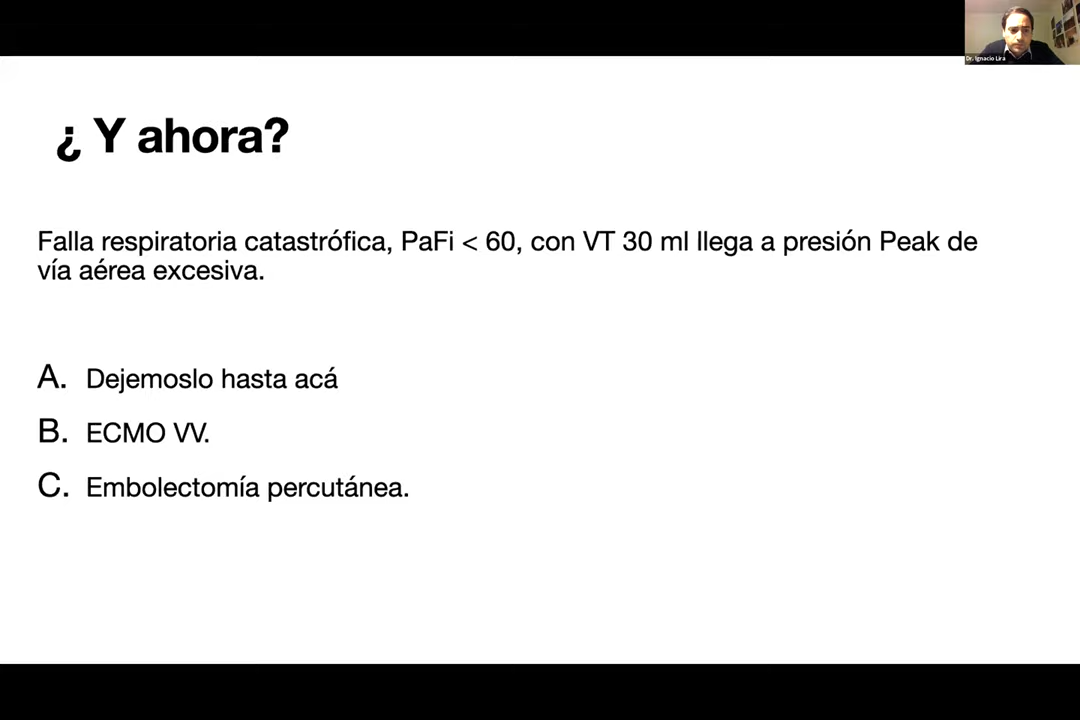 Dr. Ignacio Lira
¿ Y ahora?
Falla respiratoria catastrófica, PaFi < 60, con VT 30 ml llega a presión Peak de
vía aérea excesiva.
A. Dejemoslo hasta acá
B. ECMO VV.
C. Embolectomía percutánea.